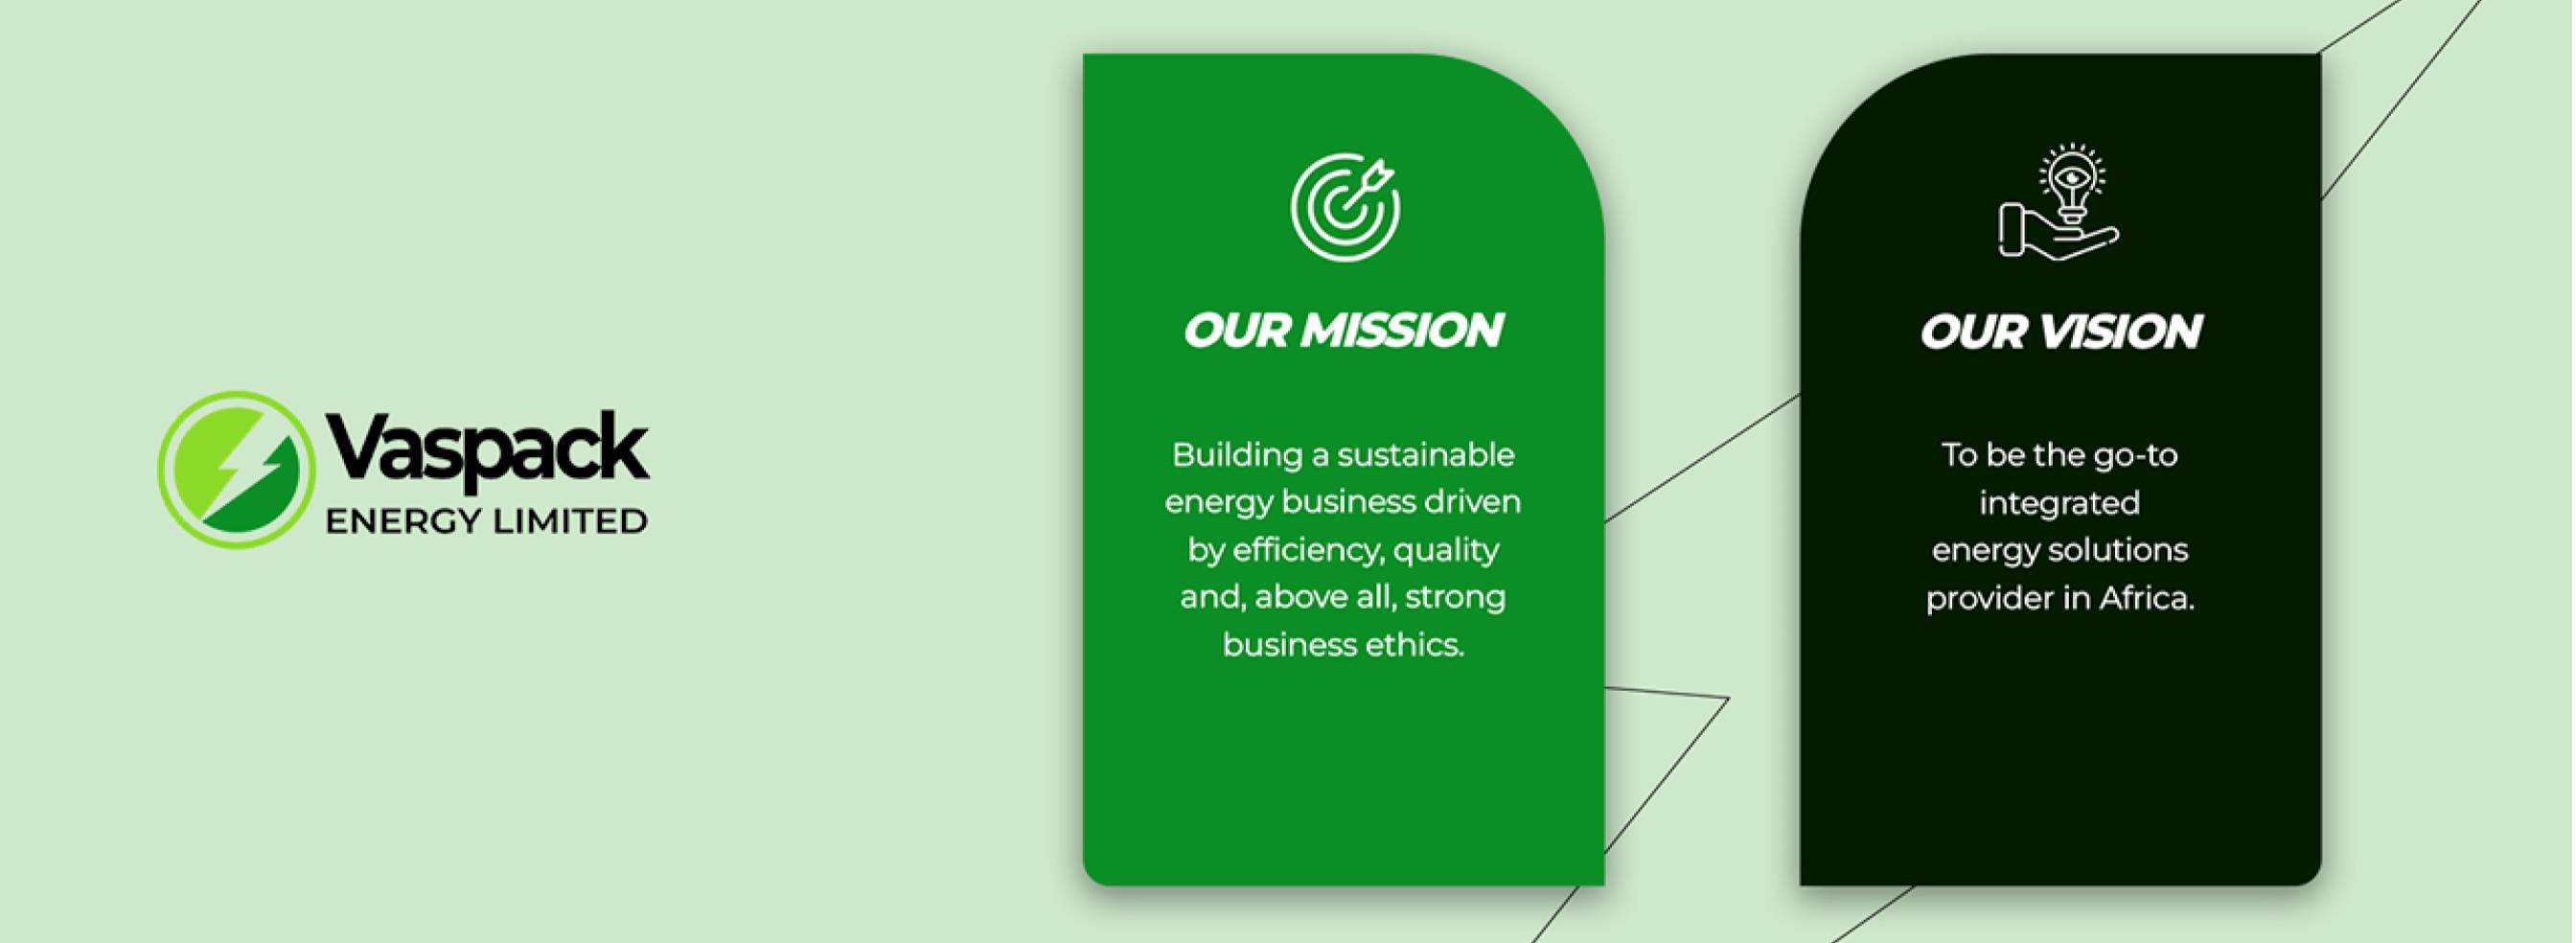 Vaspack
ENERGY LIMITED
OUR MISSION
Building a sustainable
energy business driven
by efficiency, quality
and, above all, strong
business ethics.
OUR VISION
To be the go-to
integrated
energy solutions
provider in Africa.